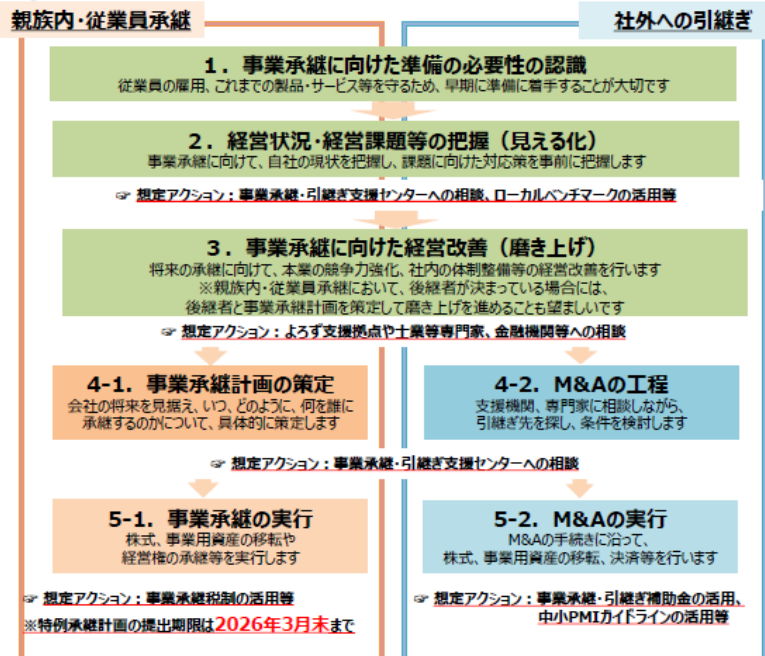 親族内・従業員承継
社外への引継ぎ
1．事業承継に向けた準備の必要性の認識
従業員の雇用、これまでの製品・サービス等を守るため、早期に準備に着手することが大切です
2．経営状況・経営課題等の把握（見える化）
事業承継に向けて、自社の現状を把握し、課題に向けた対応策を事前に把握します
☞ 想定アクション：事業承継・引継ぎ支援センターへの相談、ローカルベンチマークの活用等
3．事業承継に向けた経営改善（磨き上げ）
将来の承継に向けて、本業の競争力強化、社内の体制整備等の経営改善を行います
※親族内・従業員承継において、後継者が決まっている場合には、
後継者と事業承継計画を策定して磨き上げを進めることも望ましいです
☞ 想定アクション：よろず支援拠点や士業等専門家、金融機関等への相談
4-1．事業承継計画の策定
会社の将来を見据え、いつ、どのように、何を誰に
承継するのかについて、具体的に策定します
4-2．M&Aの工程
支援機関、専門家に相談しながら、
引継ぎ先を探し、条件を検討します
☞ 想定アクション：事業承継・引継ぎ支援センターへの相談
5-1．事業承継の実行
株式、事業用資産の移転や
経営権の承継等を実行します
5-2．M&Aの実行
M&Aの手続きに沿って、
株式、事業用資産の移転、決済等を行います
☞ 想定アクション：事業承継税制の活用等
※特例承継計画の提出期限は2026年3月末まで
☞ 想定アクション：事業承継・引継ぎ補助金の活用、
中小PMIガイドラインの活用等